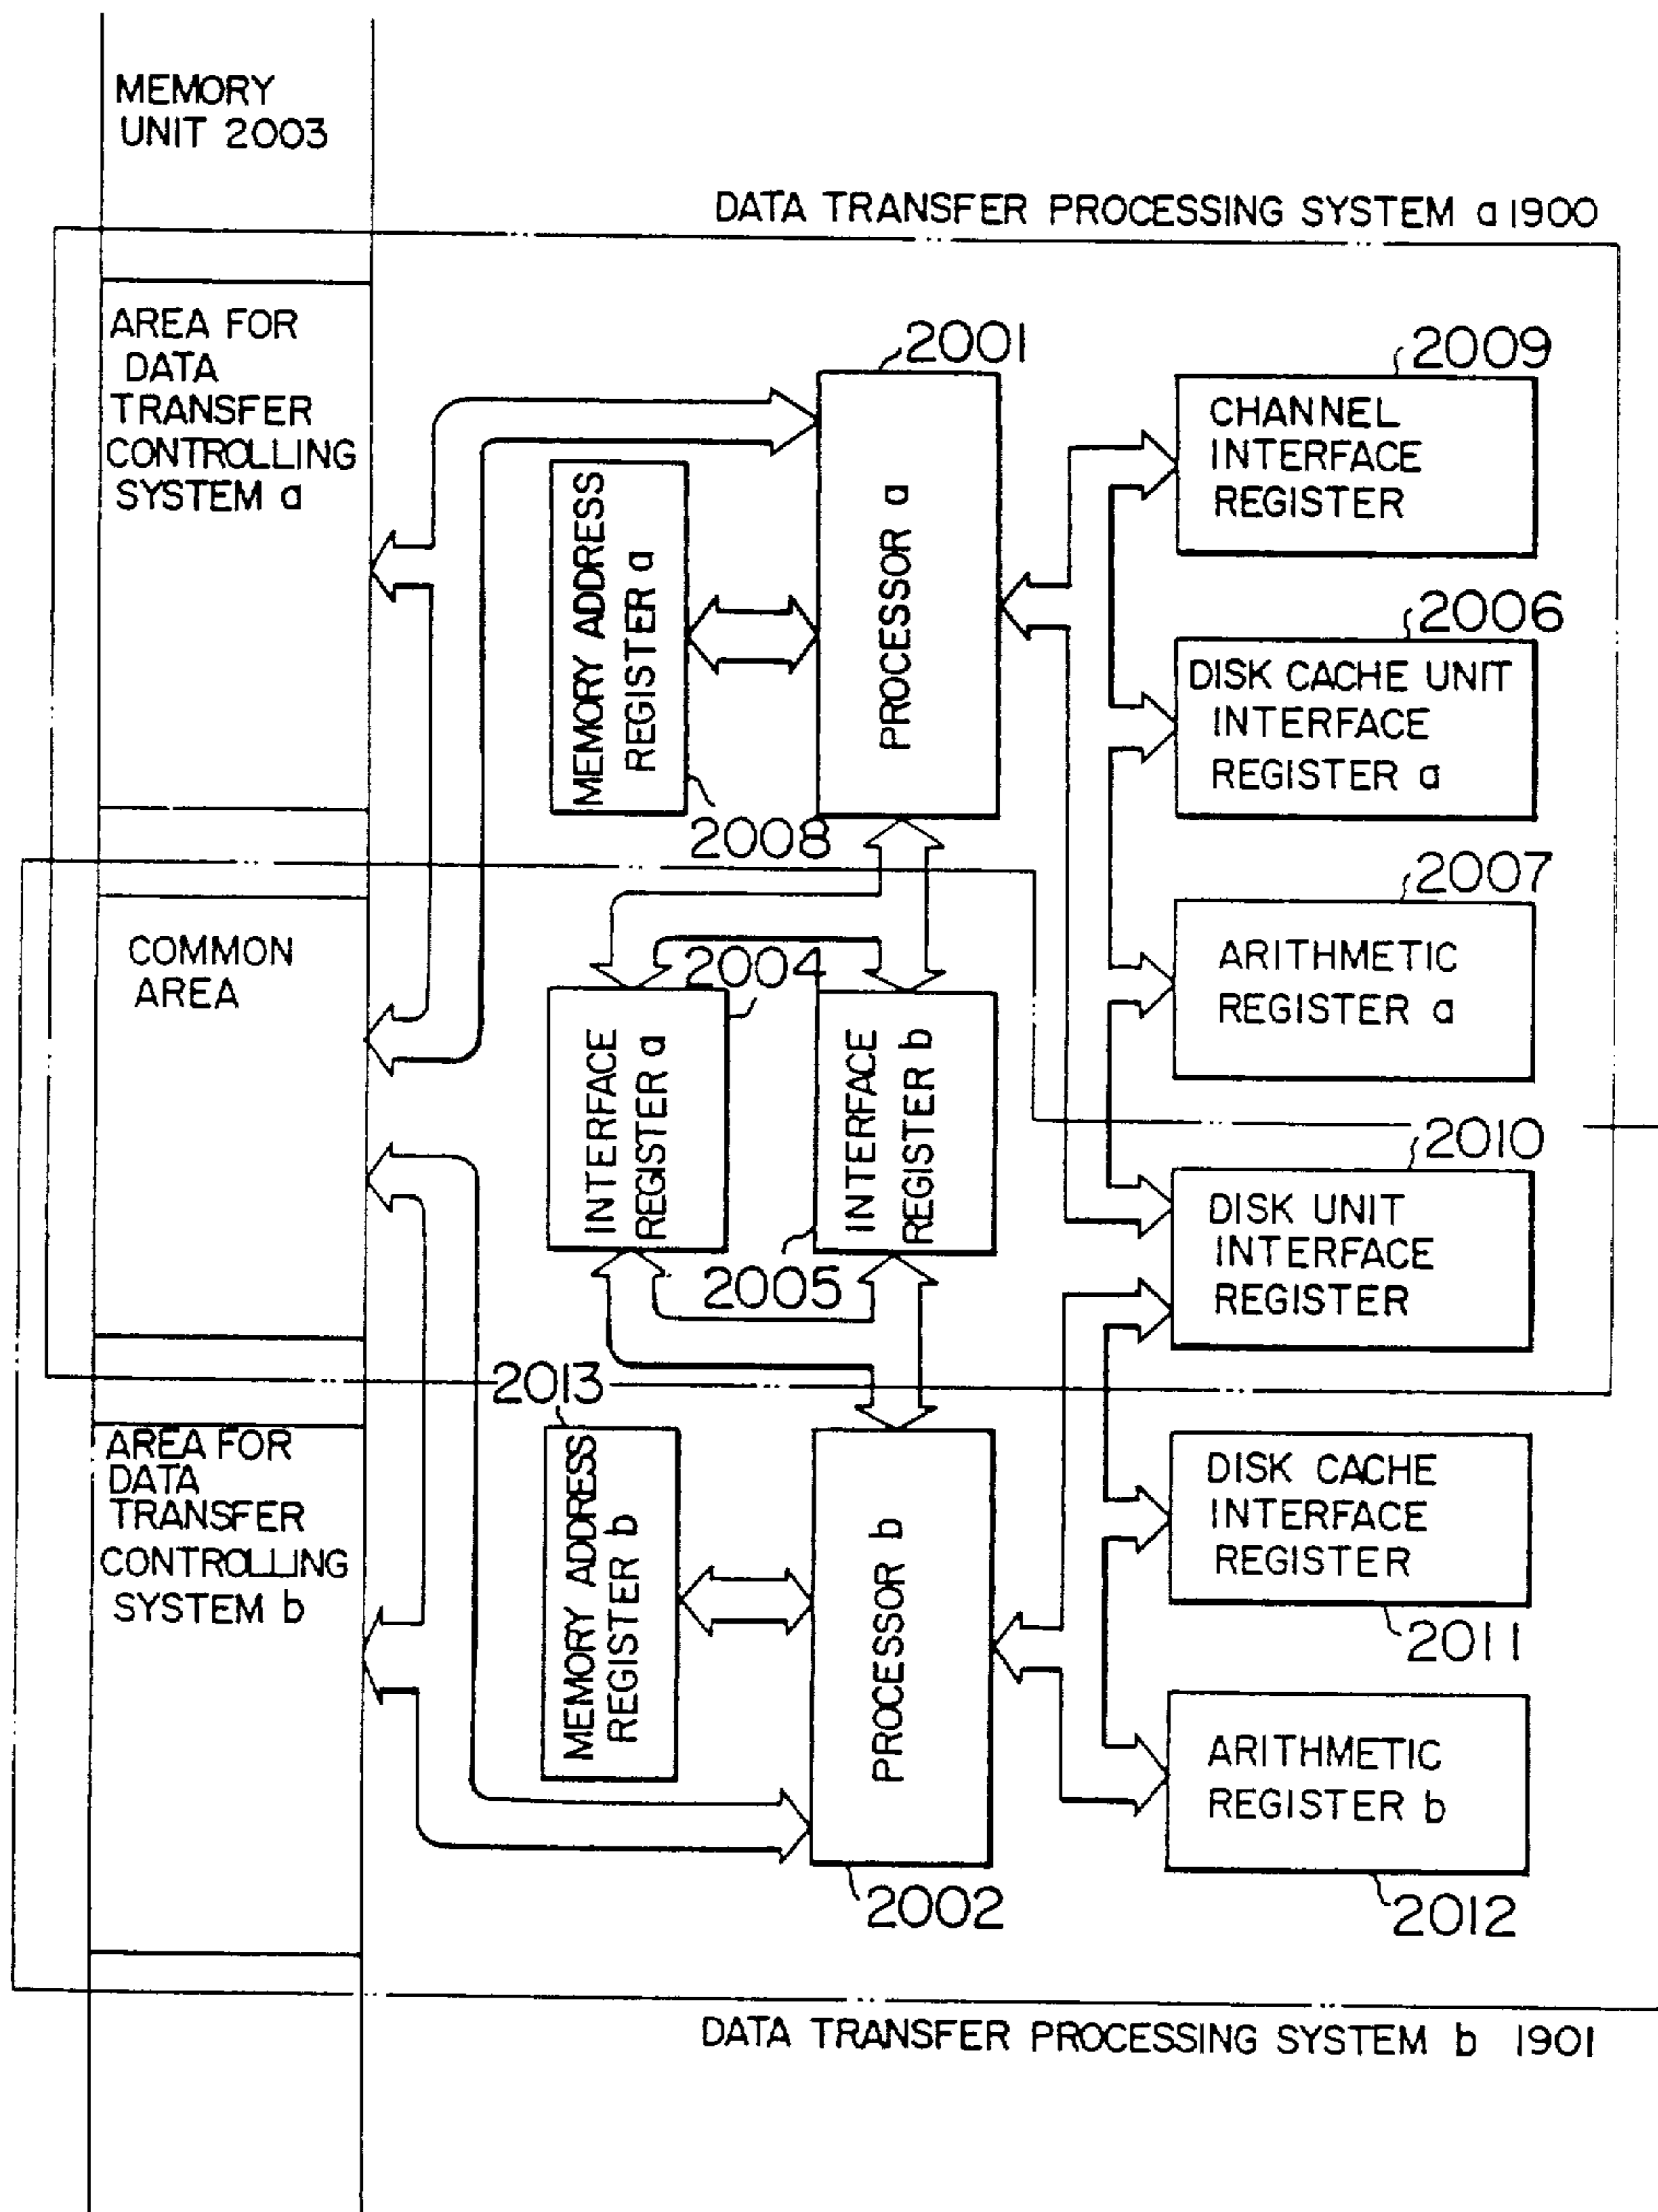 MEMORY
UNIT 2003
DATA TRANSFER PROCESSING SYSTEM a 1900
AREA FOR
DATA
TRANSFER
CONTROLLING
SYSTEM a
2001
PROCESSOR a
MEMORY ADDRESS
REGISTER a
2008
2009
CHANNEL
INTERFACE
REGISTER
2006
DISK CACHE UNIT
INTERFACE
REGISTER a
2007
ARITHMETIC
REGISTER a
COMMON
AREA
2004
INTERFACE
REGISTER a
INTERFACE
REGISTER b
2005
2010
DISK UNIT
INTERFACE
REGISTER
AREA FOR
DATA
TRANSFER
CONTROLLING
SYSTEM b
2013
MEMORY ADDRESS
REGISTER b
PROCESSOR b
2002
DISK CACHE
INTERFACE
REGISTER
2011
ARITHMETIC
REGISTER b
2012
DATA TRANSFER PROCESSING SYSTEM b 1901